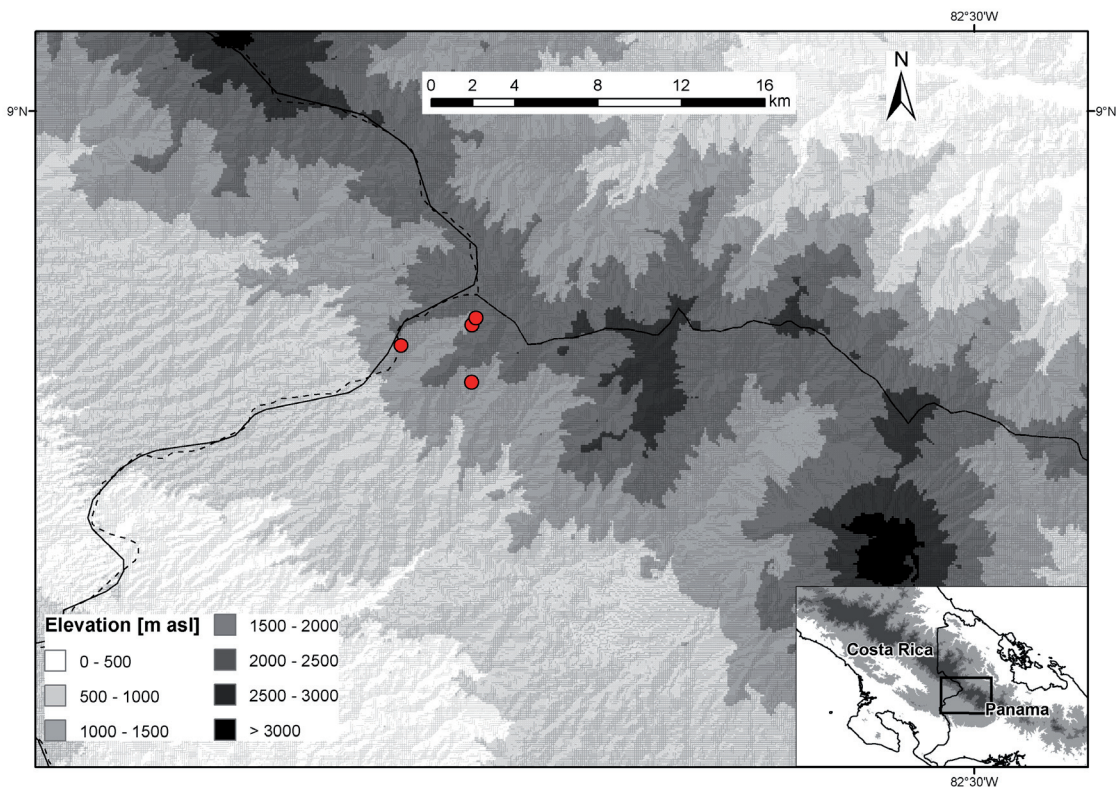 82°30'W
N
0 2 4 8 12 16
km
9°N
9°N
Elevation [m asl]
0 - 500
500 - 1000
1000 - 1500
1500 - 2000
2000 - 2500
2500 - 3000
> 3000
Costa Rica
Panama
82°30'W